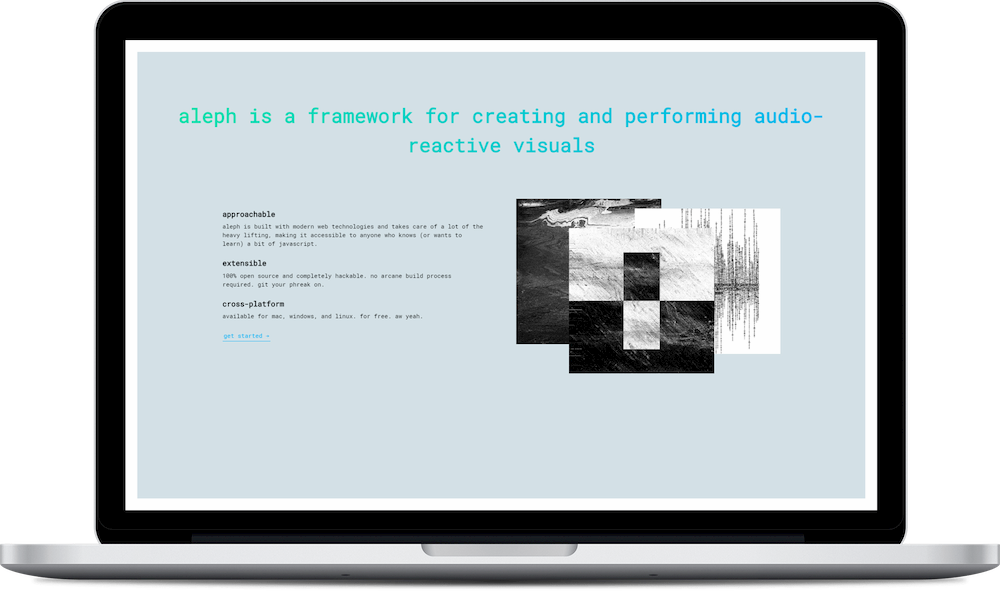 aleph is a framework for creating and performing audio-
reactive visuals
approachable
aleph is built with modern web technologies and takes care of a lot of the
heavy lifting, making it accessible to anyone who knows (or wants to
learn) a bit of javascript.
extensible
100% open source and completely hackable. no arcane build process
required. git your phreak on.
cross-platform
available for mac, windows, and linux. for free. aw yeah.
get started →